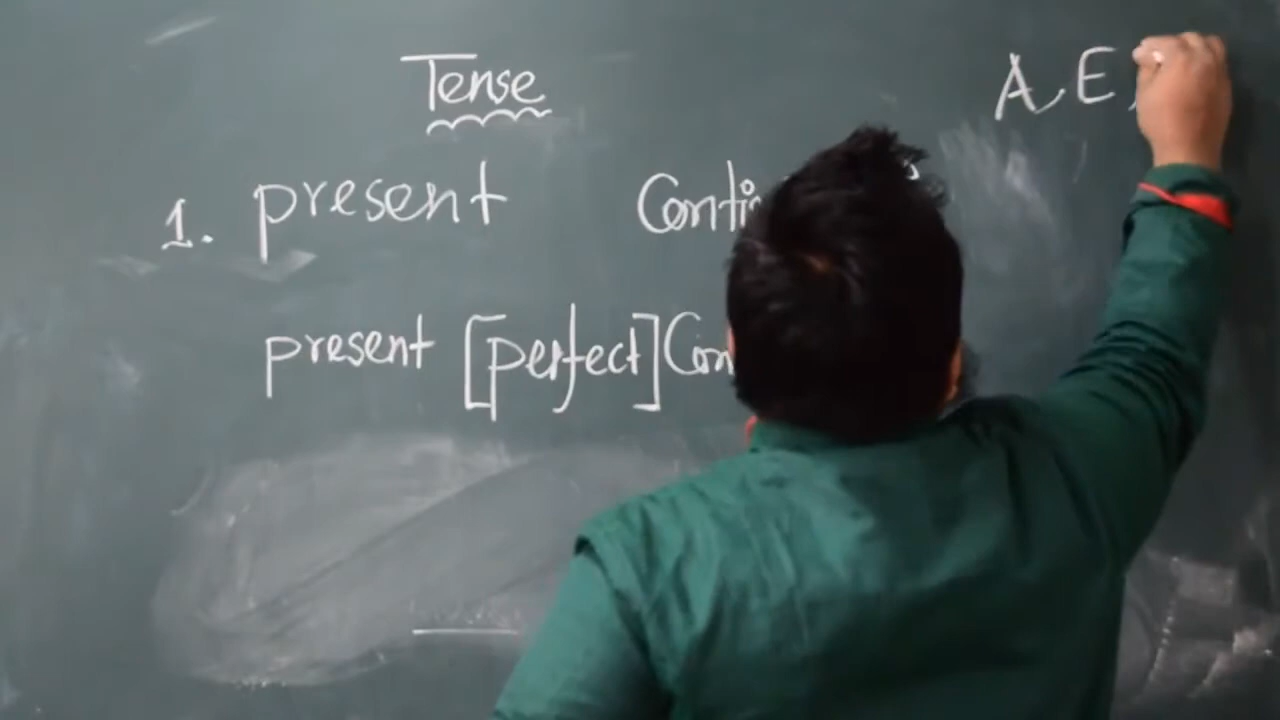 Tense
A, E,
1. present
present [perfect]